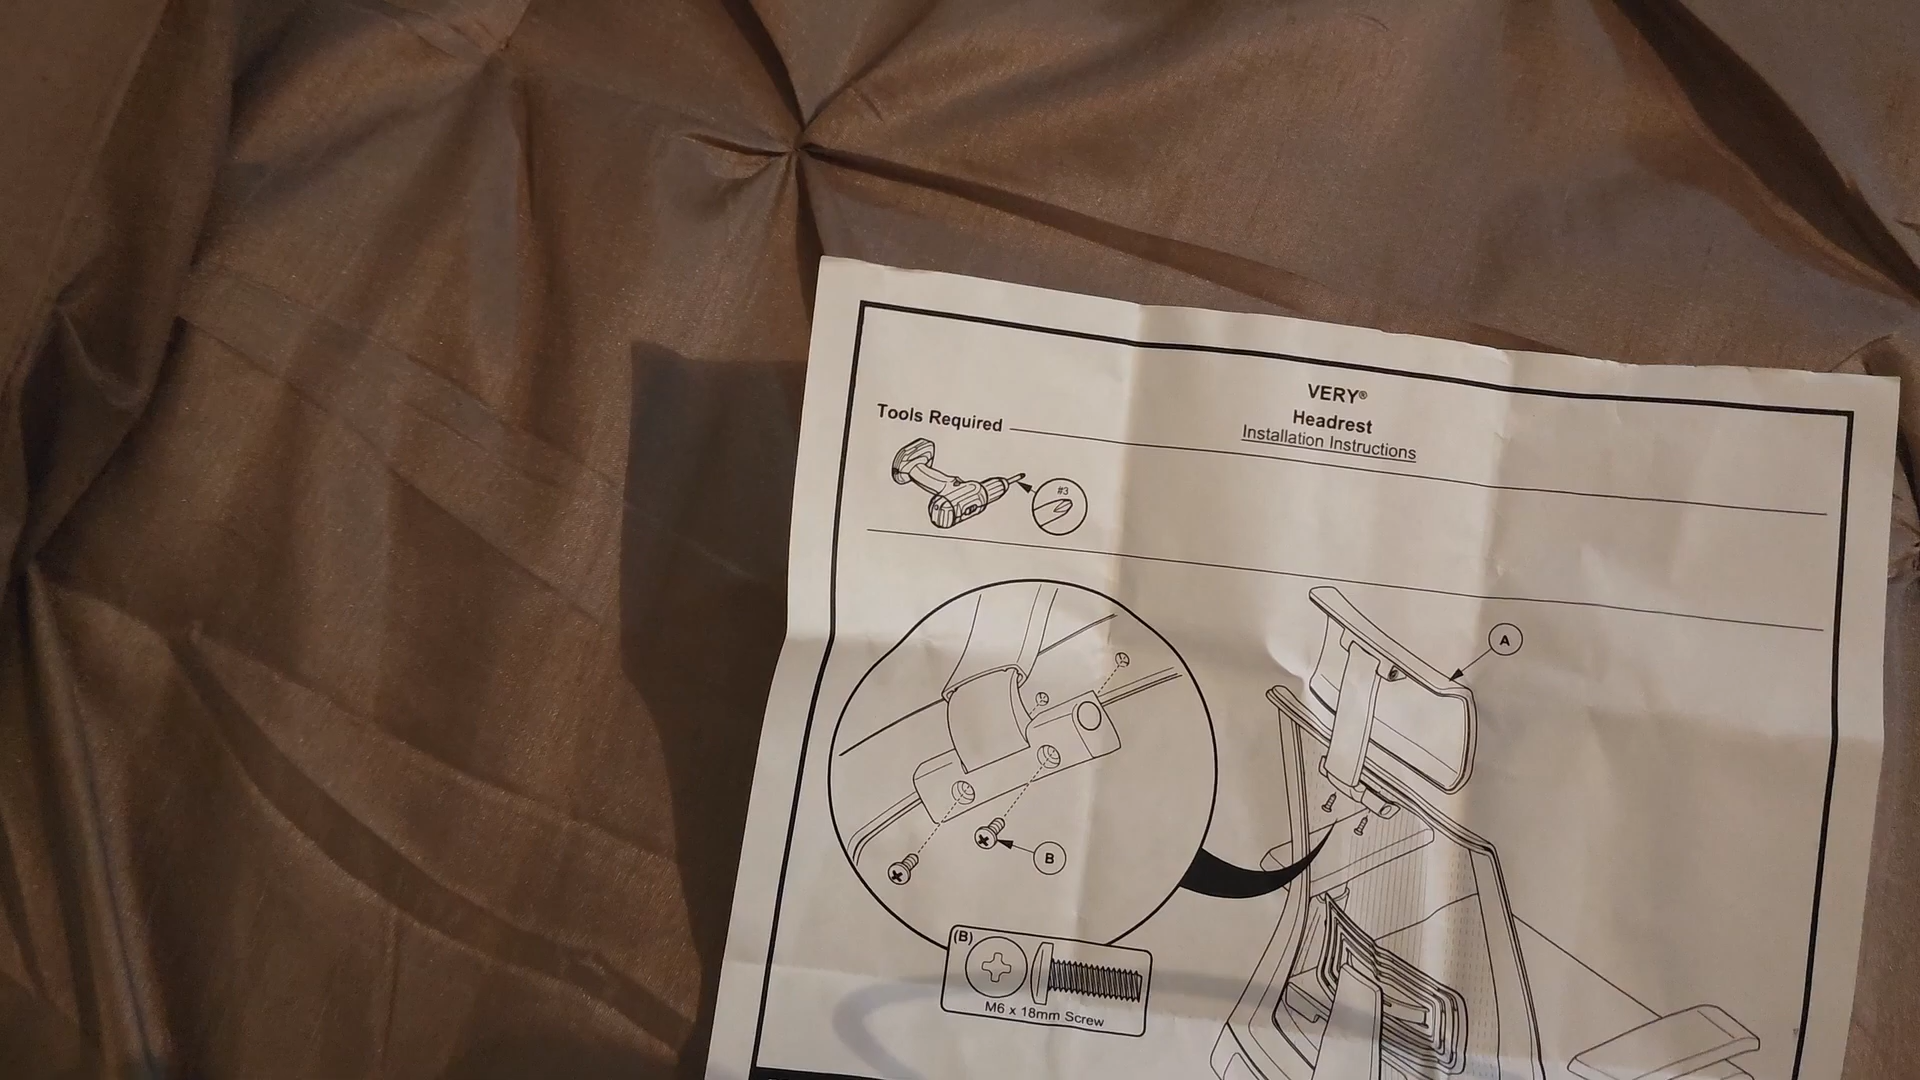 VERY®
Headrest
Installation Instructions
Tools Required
#3
A
B
(B)
M6 x 18mm Screw